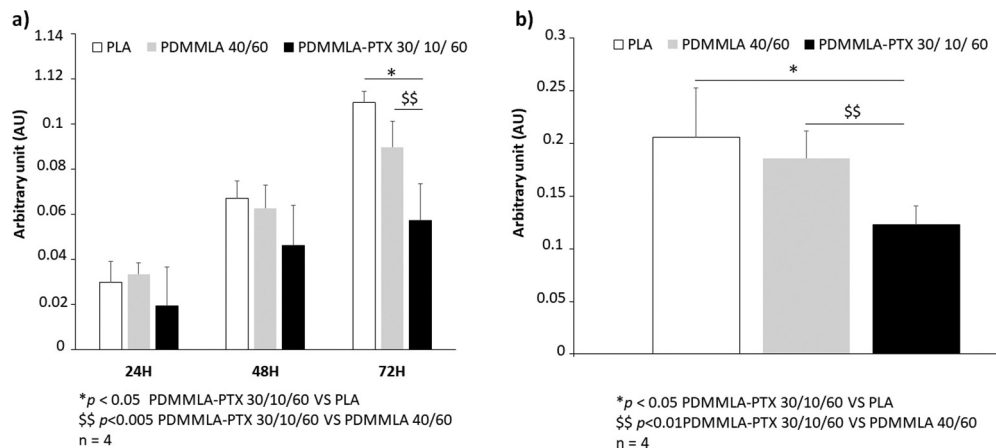 a)
1.14
PLA PDMMLA 40/60 PDMMLA-PTX 30/ 10/ 60
1.12
*
$$
0.1
0.08
0.06
0.04
0.02
0
Arbitrary unit (AU)
24H 48H 72H
*p < 0.05 PDMMLA-PTX 30/10/60 VS PLA
$$ p<0.005 PDMMLA-PTX 30/10/60 VS PDMMLA 40/60
n = 4
b)
0.3
PLA PDMMLA 40/60 PDMMLA-PTX 30/10/60
0.25
*
$$
0.2
0.15
0.1
0.05
0
Arbitrary unit (AU)
*p < 0.05 PDMMLA-PTX 30/10/60 VS PLA
$$ p<0.01PDMMLA-PTX 30/10/60 VS PDMMLA 40/60
n = 4